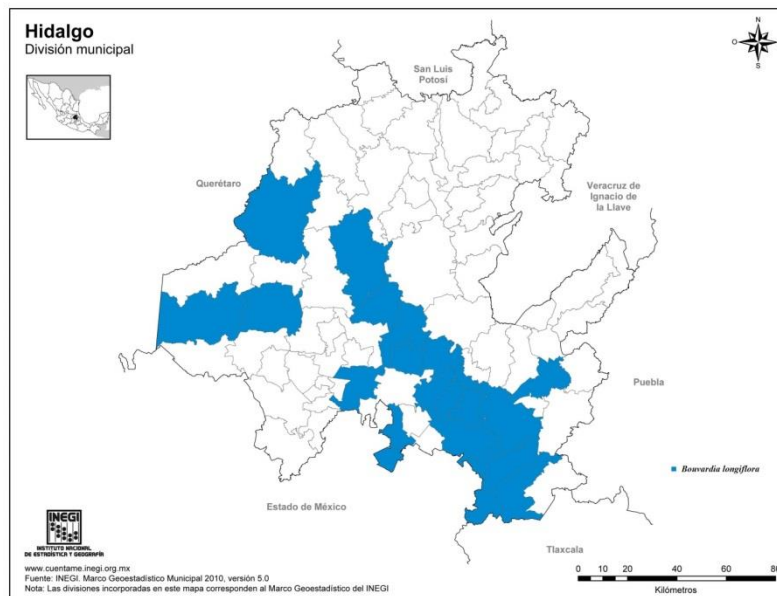 Hidalgo
División municipal
N
O
E
S
San Luis
Potosí
Querétaro
Veracruz de
Ignacio de
la Llave
Puebla
Bouvardia longiflora
Estado de México
Tlaxcala
INEGI
INSTITUTO NACIONAL
DE ESTADÍSTICA Y GEOGRAFÍA
www.cuentame.inegi.org.mx
Fuente: INEGI. Marco Geoestadístico Municipal 2010, versión 5.0
Nota: Las divisiones incorporadas en este mapa corresponden al Marco Geoestadístico del INEGI
0 20 40 60 80
Kilómetros